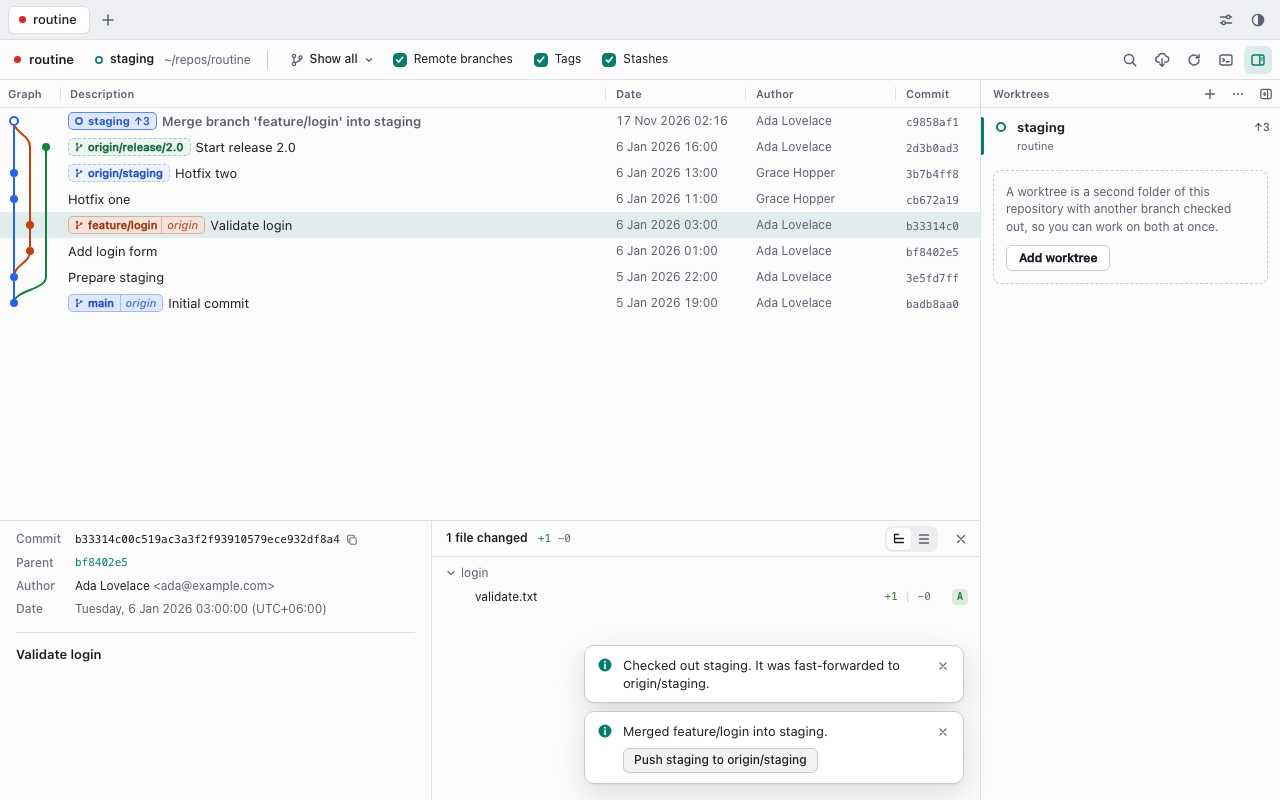 routine
routine staging ~/repos/routine Show all Remote branches Tags Stashes
Graph Description Date Author Commit Worktrees
staging ↑3 Merge branch 'feature/login' into staging 17 Nov 2026 02:16 Ada Lovelace c9858af1
origin/release/2.0 Start release 2.0 6 Jan 2026 16:00 Ada Lovelace 2d3b0ad3
origin/staging Hotfix two 6 Jan 2026 13:00 Grace Hopper 3b7b4ff8
Hotfix one 6 Jan 2026 11:00 Grace Hopper cb672a19
feature/login origin Validate login 6 Jan 2026 03:00 Ada Lovelace b33314c0
Add login form 6 Jan 2026 01:00 Ada Lovelace bf8402e5
Prepare staging 5 Jan 2026 22:00 Ada Lovelace 3e5fd7ff
main origin Initial commit 5 Jan 2026 19:00 Ada Lovelace badb8aa0
staging ↑3
routine
A worktree is a second folder of this
repository with another branch checked
out, so you can work on both at once.
Add worktree
Commit b33314c00c519ac3a3f2f93910579ece932df8a4
Parent bf8402e5
Author Ada Lovelace <ada@example.com>
Date Tuesday, 6 Jan 2026 03:00:00 (UTC+06:00)
Validate login
1 file changed +1 −0
login
validate.txt +1 | −0 A
Checked out staging. It was fast-forwarded to
origin/staging.
Merged feature/login into staging.
Push staging to origin/staging